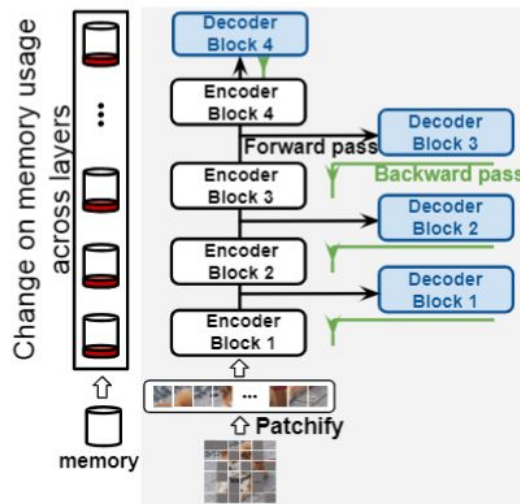 Change on memory usage
across layers
...
memory
Decoder
Block 4
Encoder
Block 4
Forward pass
Decoder
Block 3
Backward pass
Encoder
Block 3
Decoder
Block 2
Encoder
Block 2
Decoder
Block 1
Encoder
Block 1
...
Patchify